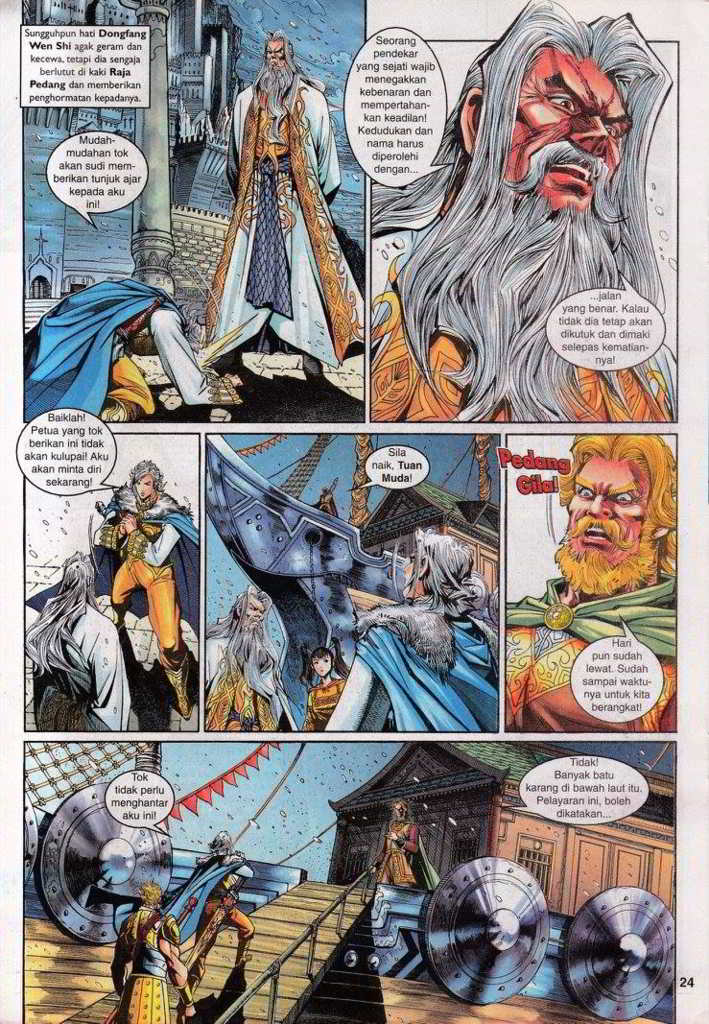 Sungguhpun hati Dongfang
Wen Shi agak geram dan
kecewa, tetapi dia sengaja
berlutut di kaki Raja
Pedang dan memberikan
penghormatan kepadanya.
Mudah-
mudahan tok
akan sudi mem-
berikan tunjuk ajar
kepada aku
ini!
Seorang
pendekar
yang sejati wajib
menegakkan
kebenaran dan
mempertahan-
kan keadilan!
Kedudukan dan
nama harus
diperolehi
dengan...
...jalan
yang benar. Kalau
tidak dia tetap akan
dikutuk dan dimaki
selepas kematian-
nya!
Baiklah!
Petua yang tok
berikan ini tidak
akan kulupai! Aku
akan minta diri
sekarang!
Sila
naik, Tuan
Muda!
Pedang
Gila!
Hari
pun sudah
lewat. Sudah
sampai waktu-
nya untuk kita
berangkat!
Tok
tidak perlu
menghantar
aku ini!
Tidak!
Banyak batu
karang di bawah laut itu.
Pelayaran ini, boleh
dikatakan...
24